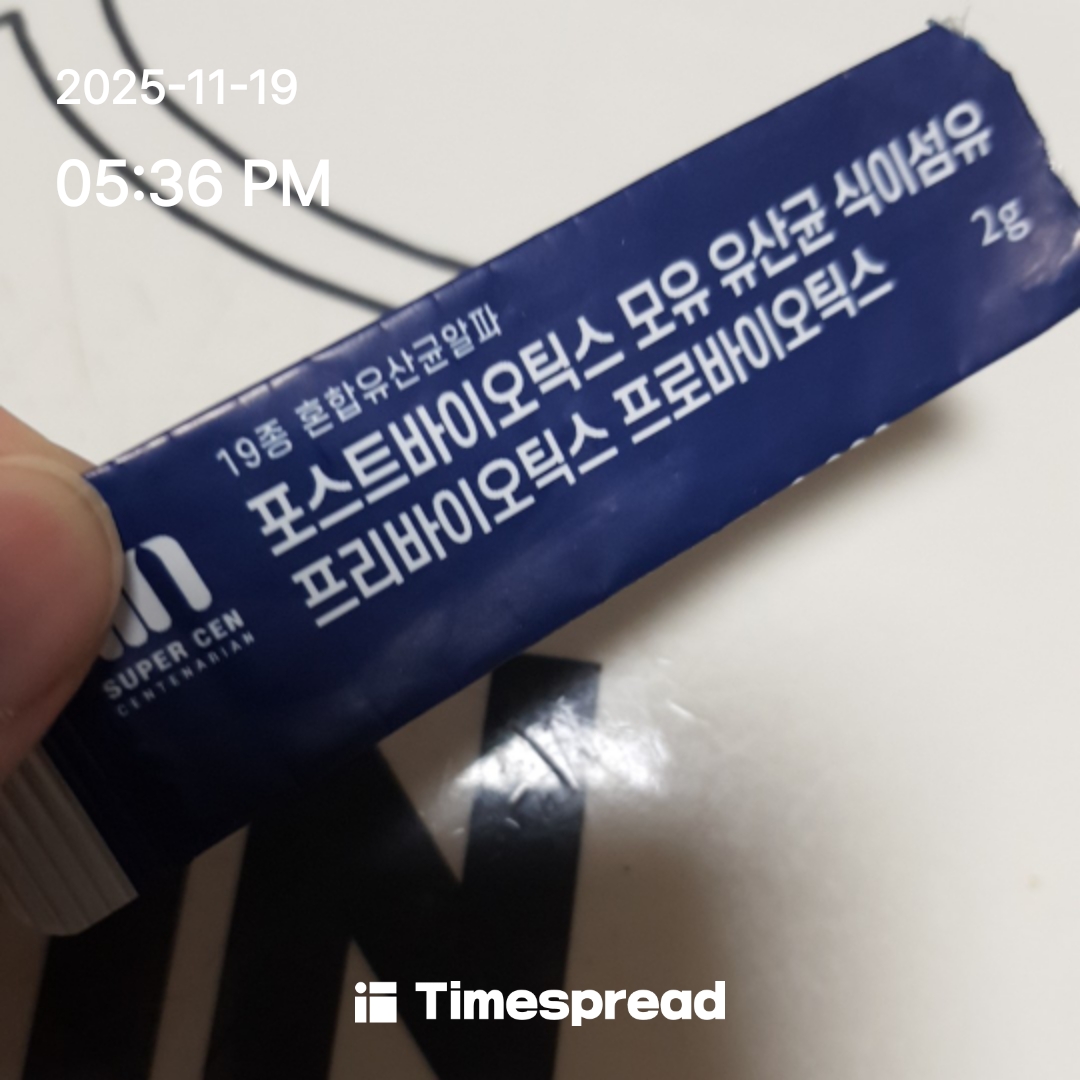 2025-11-19
05:36 PM
19종 혼합유산균알파
포스트바이오틱스 모유 유산균 식이섬유
프리바이오틱스 프로바이오틱스
2g
SUPER CEN
CENTENARIAN
Timespread